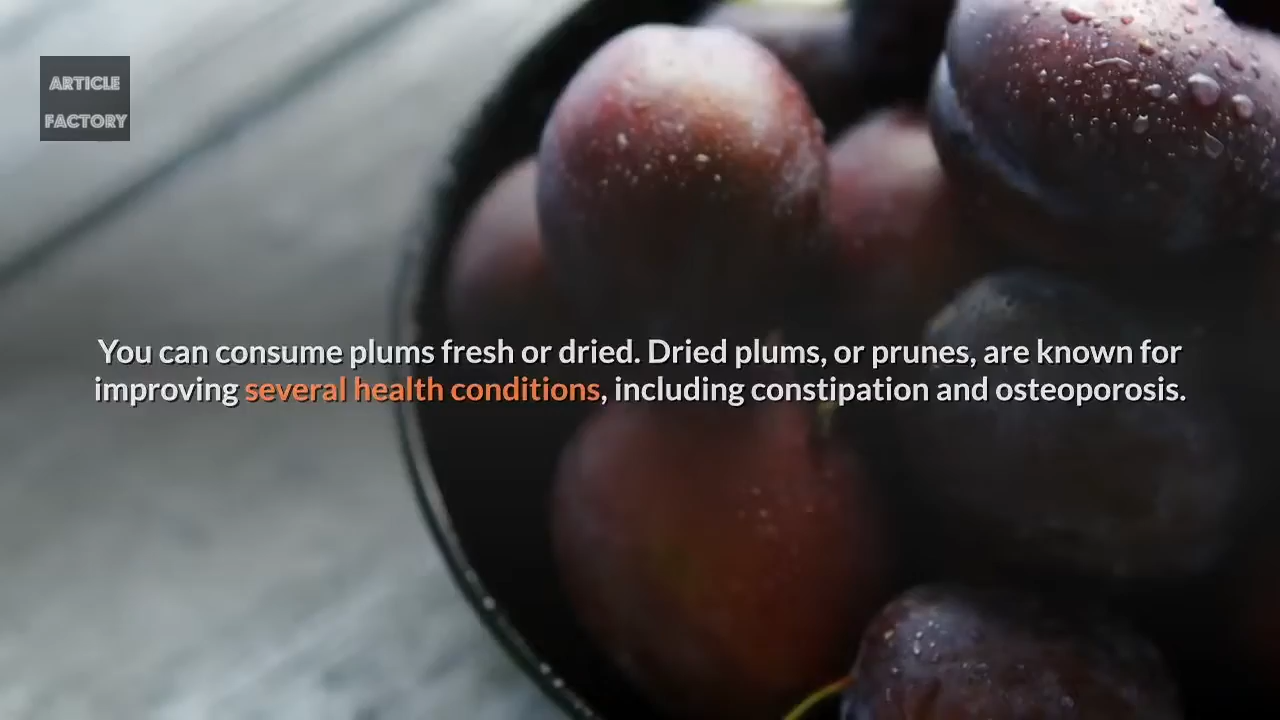 ARTICLE
FACTORY
You can consume plums fresh or dried. Dried plums, or prunes, are known for
improving several health conditions, including constipation and osteoporosis.